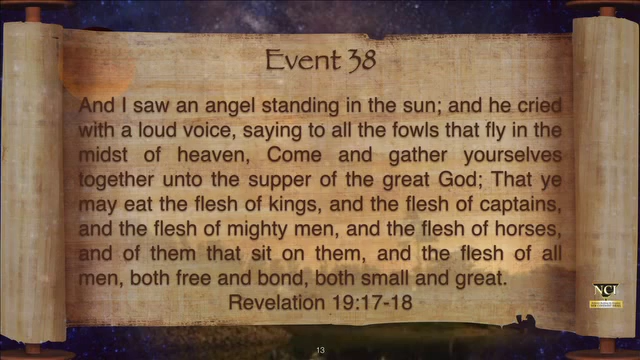 Event 38
And I saw an angel standing in the sun; and he cried
with a loud voice, saying to all the fowls that fly in the
midst of heaven, Come and gather yourselves
together unto the supper of the great God; That ye
may eat the flesh of kings, and the flesh of captains,
and the flesh of mighty men, and the flesh of horses,
and of them that sit on them, and the flesh of all
men, both free and bond, both small and great.
Revelation 19:17-18
NCI
13